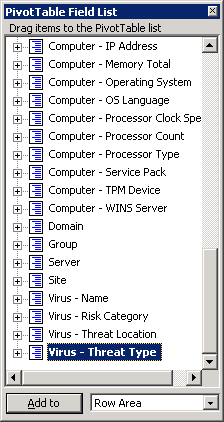 PivotTable Field List
Drag items to the PivotTable list
Computer - IP Address
Computer - Memory Total
Computer - Operating System
Computer - OS Language
Computer - Processor Clock Spe
Computer - Processor Count
Computer - Processor Type
Computer - Service Pack
Computer - TPM Device
Computer - WINS Server
Domain
Group
Server
Site
Virus - Name
Virus - Risk Category
Virus - Threat Location
Virus - Threat Type
Add to
Row Area